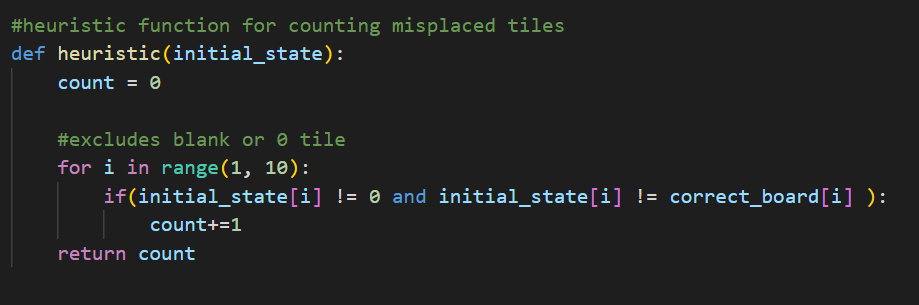 #heuristic function for counting misplaced tiles
def heuristic(initial_state):
    count = 0

    #excludes blank or 0 tile
    for i in range(1, 10):
        if(initial_state[i] != 0 and initial_state[i] != correct_board[i] ):
            count+=1
    return count